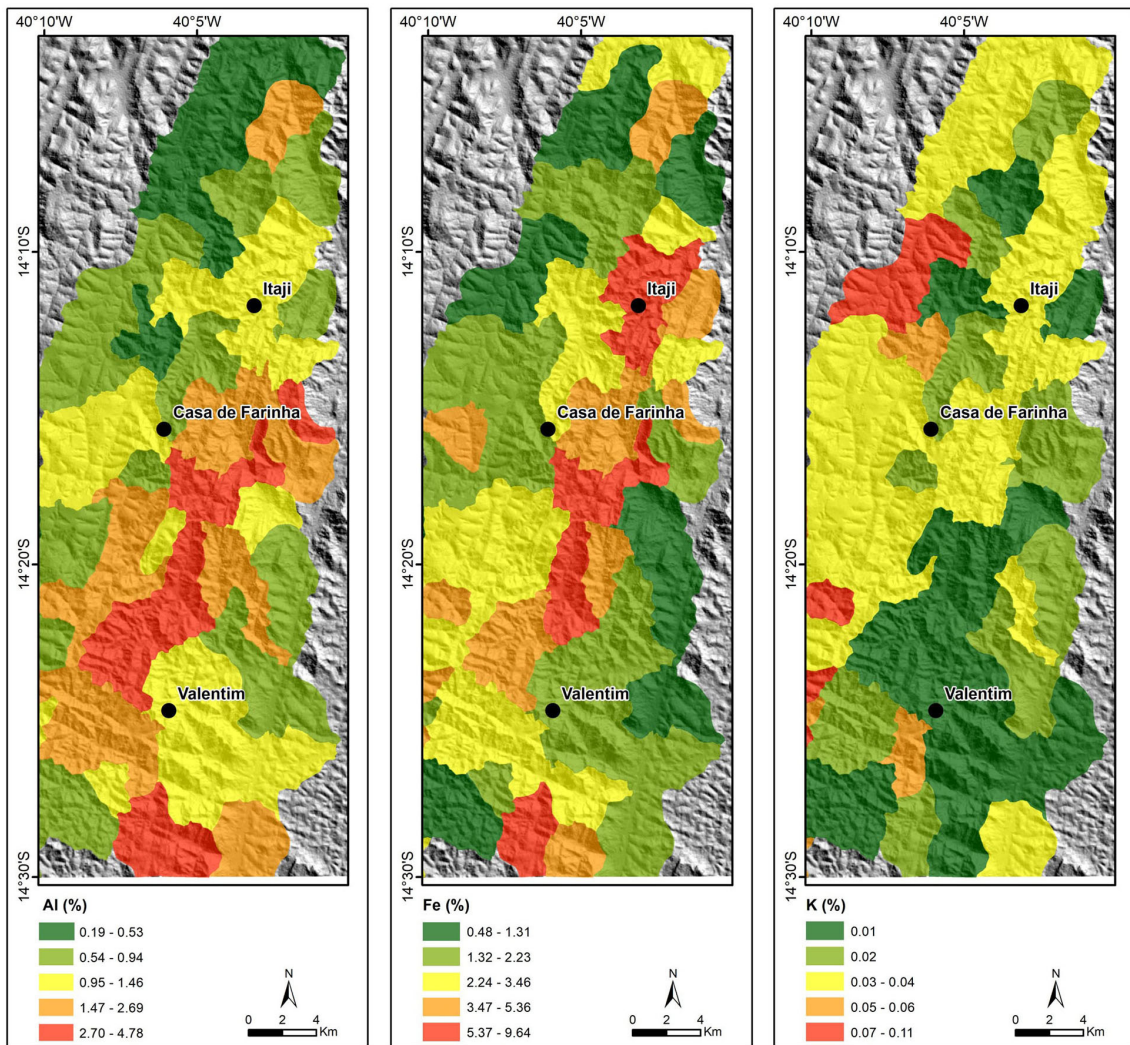 40°10'W 40°5'W
14°10'S
14°20'S
14°30'S
Itaji
Casa de Farinha
Valentim
Al (%)
0.19 - 0.53
0.54 - 0.94
0.95 - 1.46
1.47 - 2.69
2.70 - 4.78
N
0 2 4
Km
40°10'W 40°5'W
14°10'S
14°20'S
14°30'S
Itaji
Casa de Farinha
Valentim
Fe (%)
0.48 - 1.31
1.32 - 2.23
2.24 - 3.46
3.47 - 5.36
5.37 - 9.64
N
0 2 4
Km
40°10'W 40°5'W
14°10'S
14°20'S
14°30'S
Itaji
Casa de Farinha
Valentim
K (%)
0.01
0.02
0.03 - 0.04
0.05 - 0.06
0.07 - 0.11
N
0 2 4
Km